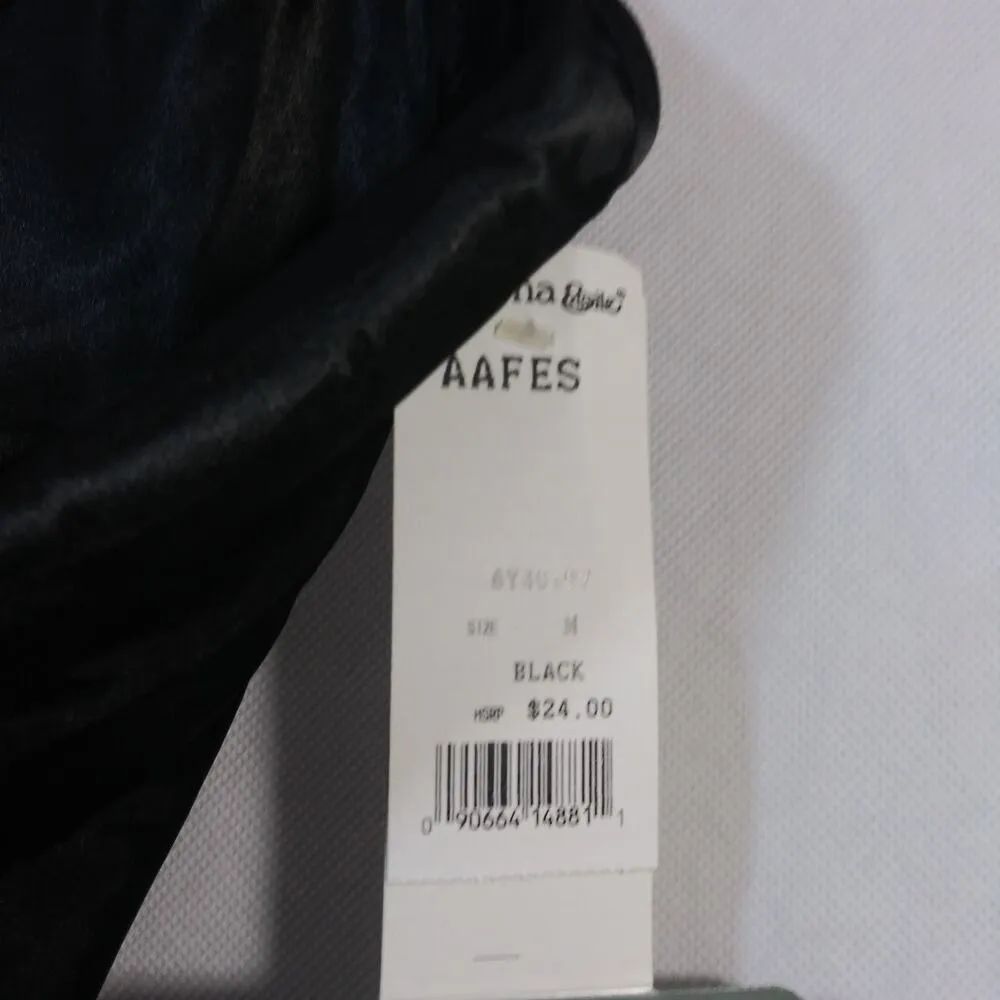 AAFES
SIZE M
BLACK
MSRP $24.00
0 90664 14881 1